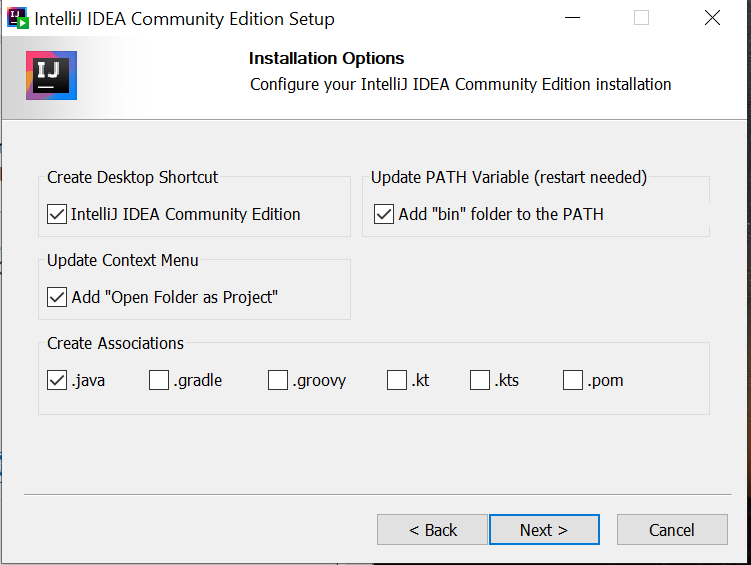 IntelliJ IDEA Community Edition Setup
Installation Options
Configure your IntelliJ IDEA Community Edition installation
IJ
Create Desktop Shortcut
IntelliJ IDEA Community Edition
Update PATH Variable (restart needed)
Add "bin" folder to the PATH
Update Context Menu
Add "Open Folder as Project"
Create Associations
.java .gradle .groovy .kt .kts .pom
< Back Next > Cancel